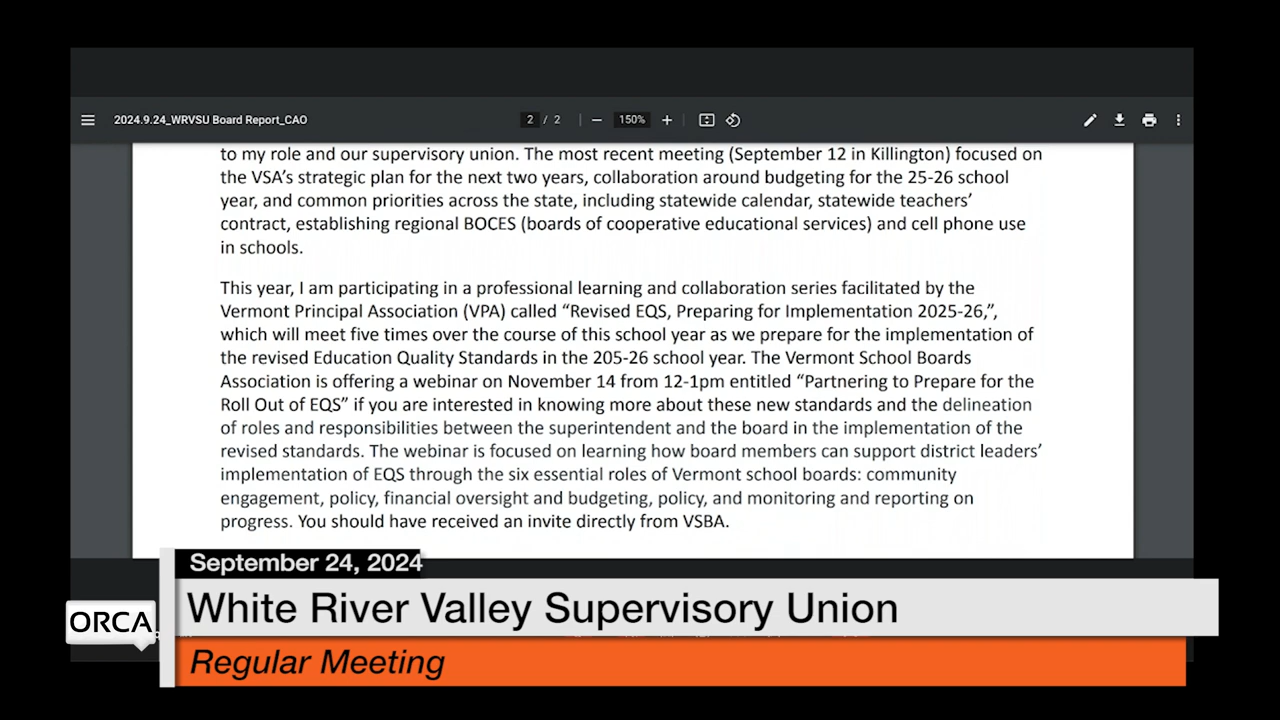 2024.9.24_WRVSU Board Report_CAO
2 / 2
150%
to my role and our supervisory union. The most recent meeting (September 12 in Killington) focused on
the VSA's strategic plan for the next two years, collaboration around budgeting for the 25-26 school
year, and common priorities across the state, including statewide calendar, statewide teachers'
contract, establishing regional BOCES (boards of cooperative educational services) and cell phone use
in schools.
This year, I am participating in a professional learning and collaboration series facilitated by the
Vermont Principal Association (VPA) called “Revised EQS, Preparing for Implementation 2025-26,”,
which will meet five times over the course of this school year as we prepare for the implementation of
the revised Education Quality Standards in the 205-26 school year. The Vermont School Boards
Association is offering a webinar on November 14 from 12-1pm entitled “Partnering to Prepare for the
Roll Out of EQS” if you are interested in knowing more about these new standards and the delineation
of roles and responsibilities between the superintendent and the board in the implementation of the
revised standards. The webinar is focused on learning how board members can support district leaders'
implementation of EQS through the six essential roles of Vermont school boards: community
engagement, policy, financial oversight and budgeting, policy, and monitoring and reporting on
progress. You should have received an invite directly from VSBA.
September 24, 2024
White River Valley Supervisory Union
ORCA
Regular Meeting